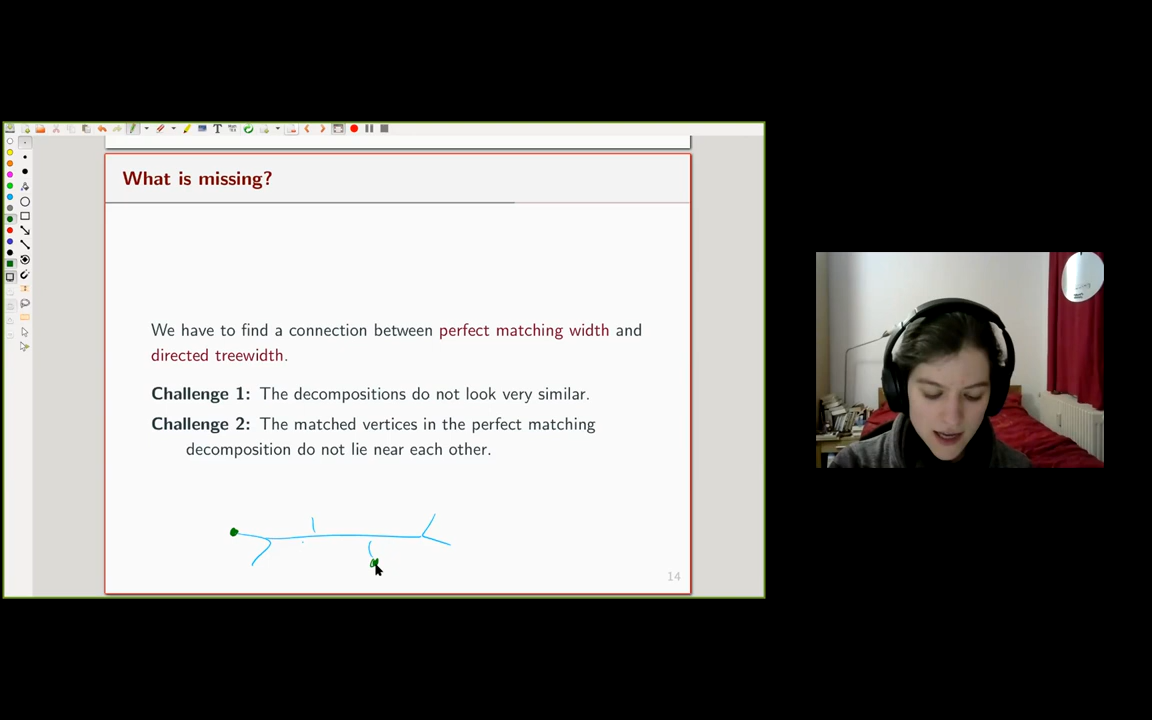 What is missing?
We have to find a connection between perfect matching width and
directed treewidth.
Challenge 1: The decompositions do not look very similar.
Challenge 2: The matched vertices in the perfect matching
decomposition do not lie near each other.
14